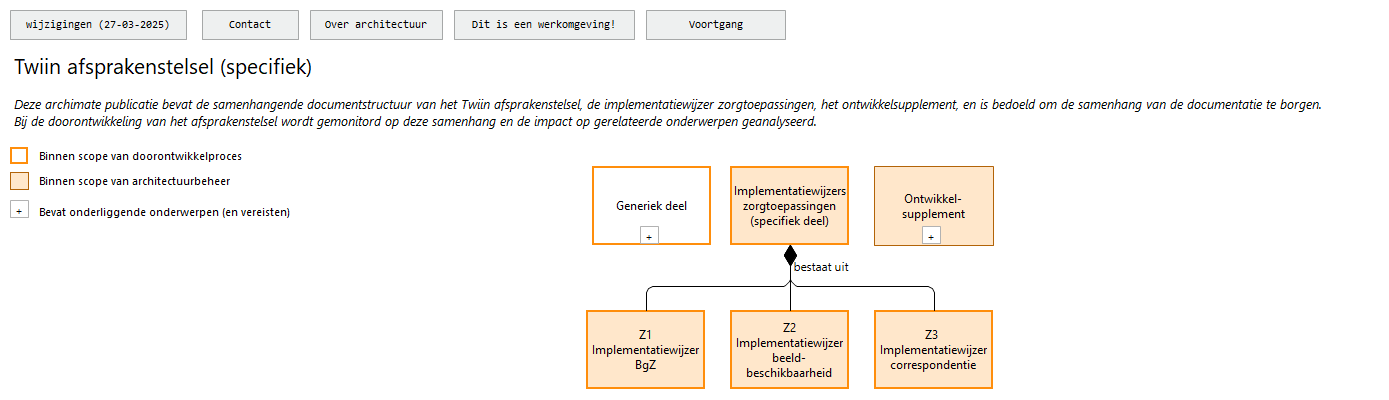 wijzigingen (27-03-2025)
Contact
Over architectuur
Dit is een werkomgeving!
Voortgang
Twiin afsprakenstelsel (specifiek)
Deze archimate publicatie bevat de samenhangende documentstructuur van het Twiin afsprakenstelsel, de implementatiewijzer zorgtoepassingen, het ontwikkelsupplement, en is bedoeld om de samenhang van de documentatie te borgen.
Bij de doorontwikkeling van het afsprakenstelsel wordt gemonitord op deze samenhang en de impact op gerelateerde onderwerpen geanalyseerd.
Binnen scope van doorontwikkelproces
Binnen scope van architectuurbeheer
+
Bevat onderliggende onderwerpen (en vereisten)
Generiek deel
+
Implementatiewijzers
zorgtoepassingen
(specifiek deel)
Ontwikkel-
supplement
+
bestaat uit
Z1
Implementatiewijzer
BgZ
Z2
Implementatiewijzer
beeld-
beschikbaarheid
Z3
Implementatiewijzer
correspondentie